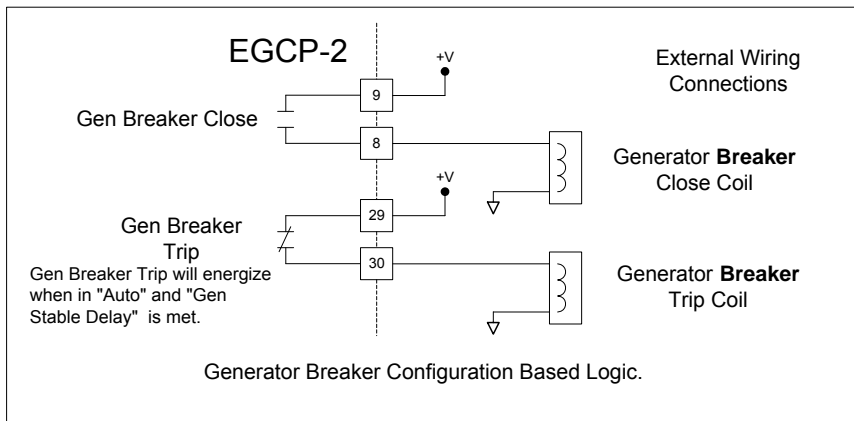 EGCP-2
+V
External Wiring
Connections
9
Gen Breaker Close
8
Generator Breaker
Close Coil
+V
29
Gen Breaker
Trip
30
Gen Breaker Trip will energize
when in "Auto" and "Gen
Stable Delay" is met.
Generator Breaker
Trip Coil
Generator Breaker Configuration Based Logic.